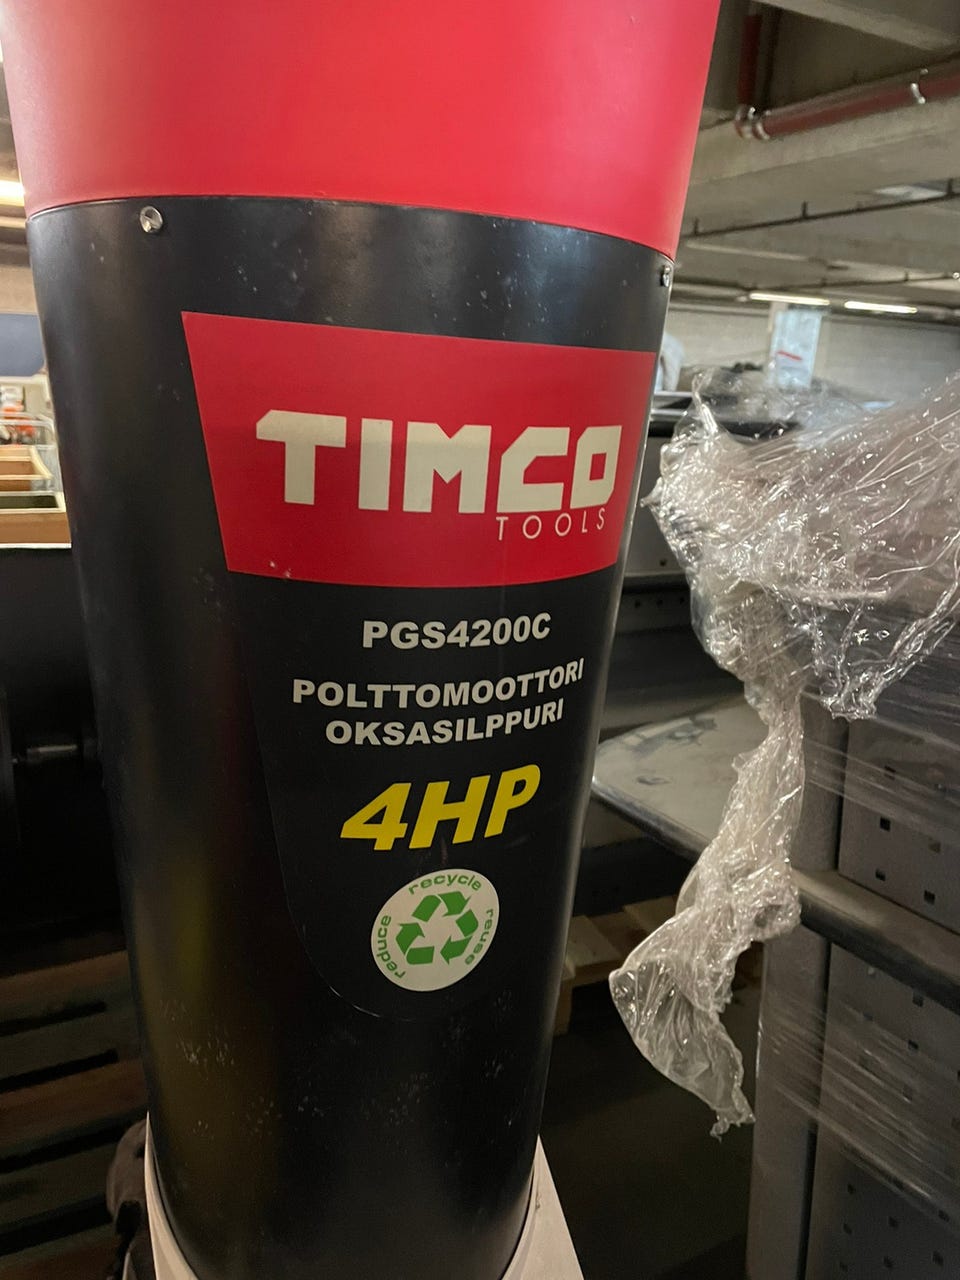 TIMCO
TOOLS
PGS4200C
POLTTOMOOTTORI
OKSASILPPURI
4HP
recycle
reuse
reduce